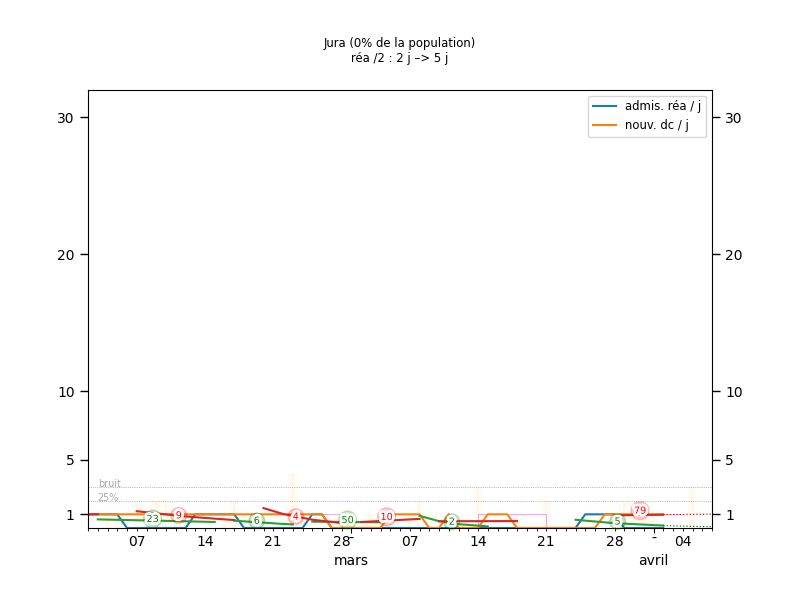 Jura (0% de la population)
réa /2 : 2 j –> 5 j
admis. réa / j
nouv. dc / j
30 30
20 20
10 10
5 5
bruit
25%
1 1
23 9 6 4 50 10 2 5 79
07 14 21 28 07 14 21 28 - 04
mars avril